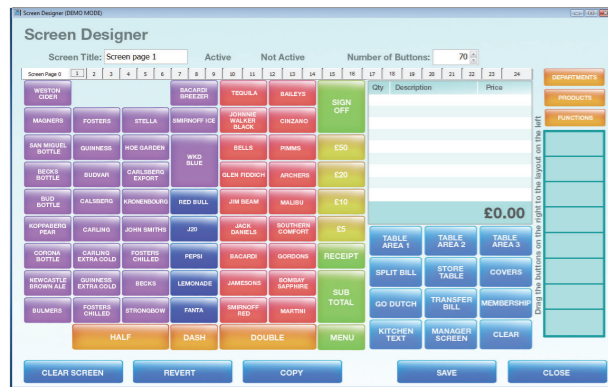 Screen Designer (DEMO MODE)
Screen Designer
Screen Title: Screen page 1 Active Not Active Number of Buttons: 70
Screen Page 0 1 2 3 4 5 6 7 8 9 10 11 12 13 14 15 16 17 18 19 20 21 22 23 24
WESTON CIDER
BACARDI BREEZER
TEQUILA
BAILEYS
SIGN OFF
Qty Description Price
DEPARTMENTS
PRODUCTS
FUNCTIONS
MAGNERS
FOSTERS
STELLA
SMIRNOFF ICE
JOHNNIE WALKER BLACK
CINZANO
SAN MIGUEL BOTTLE
GUINNESS
HOE GARDEN
WKD BLUE
BELLS
PIMMS
£50
BECKS BOTTLE
BUDVAR
CARLSBERG EXPORT
GLEN FIDDICH
ARCHERS
£20
BUD BOTTLE
CALSBERG
KRONENBOURG
RED BULL
JIM BEAM
MALIBU
£10
£0.00
KOPPABERG PEAR
CARLING
JOHN SMITHS
J20
JACK DANIELS
SOUTHERN COMFORT
£5
TABLE AREA 1
TABLE AREA 2
TABLE AREA 3
CORONA BOTTLE
CARLING EXTRA COLD
FOSTERS CHILLED
PEPSI
BACARDI
GORDONS
RECEIPT
SPLIT BILL
STORE TABLE
COVERS
NEWCASTLE BROWN ALE
GUINNESS EXTRA COLD
BECKS
LEMONADE
JAMESONS
BOMBAY SAPPHIRE
SUB TOTAL
GO DUTCH
TRANSFER BILL
MEMBERSHIP
BULMERS
FOSTERS CHILLED
STRONGBOW
FANTA
SMIRNOFF RED
MARTINI
HALF
DASH
DOUBLE
MENU
KITCHEN TEXT
MANAGER SCREEN
CLEAR
Drag the buttons on the right to the layout on the left
CLEAR SCREEN
REVERT
COPY
SAVE
CLOSE